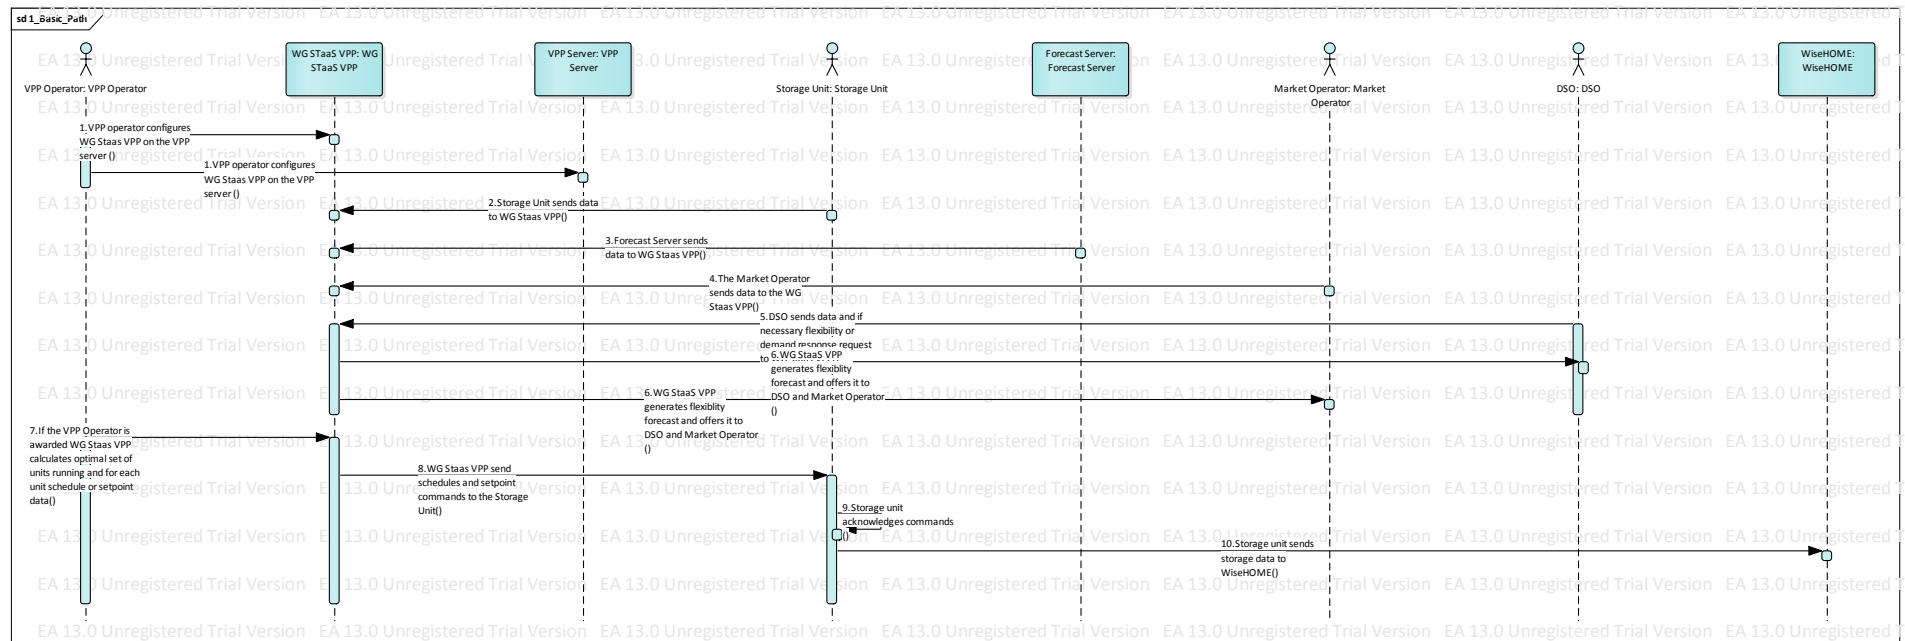 sd 1_Basic_Path
VPP Operator: VPP Operator
WG STaaS VPP: WG
STaaS VPP
VPP Server: VPP
Server
Storage Unit: Storage Unit
Forecast Server:
Forecast Server
Market Operator: Market
Operator
DSO: DSO
WiseHOME:
WiseHOME
1.VPP operator configures
WG Staas VPP on the VPP
server ()
1.VPP operator configures
WG Staas VPP on the VPP
server ()
2.Storage Unit sends data
to WG Staas VPP()
3.Forecast Server sends
data to WG Staas VPP()
4.The Market Operator
sends data to the WG
Staas VPP()
5.DSO sends data and if
necessary flexibility or
demand response request
to
6.WG StaaS VPP
generates flexiblity
forecast and offers it to
DSO and Market Operator
()
6.WG StaaS VPP
generates flexiblity
forecast and offers it to
DSO and Market Operator
()
7.If the VPP Operator is
awarded WG Staas VPP
calculates optimal set of
units running and for each
unit schedule or setpoint
data()
8.WG Staas VPP send
schedules and setpoint
commands to the Storage
Unit()
9.Storage unit
acknowledges commands
()
10.Storage unit sends
storage data to
WiseHOME()
EA 13.0 Unregistered Trial Version